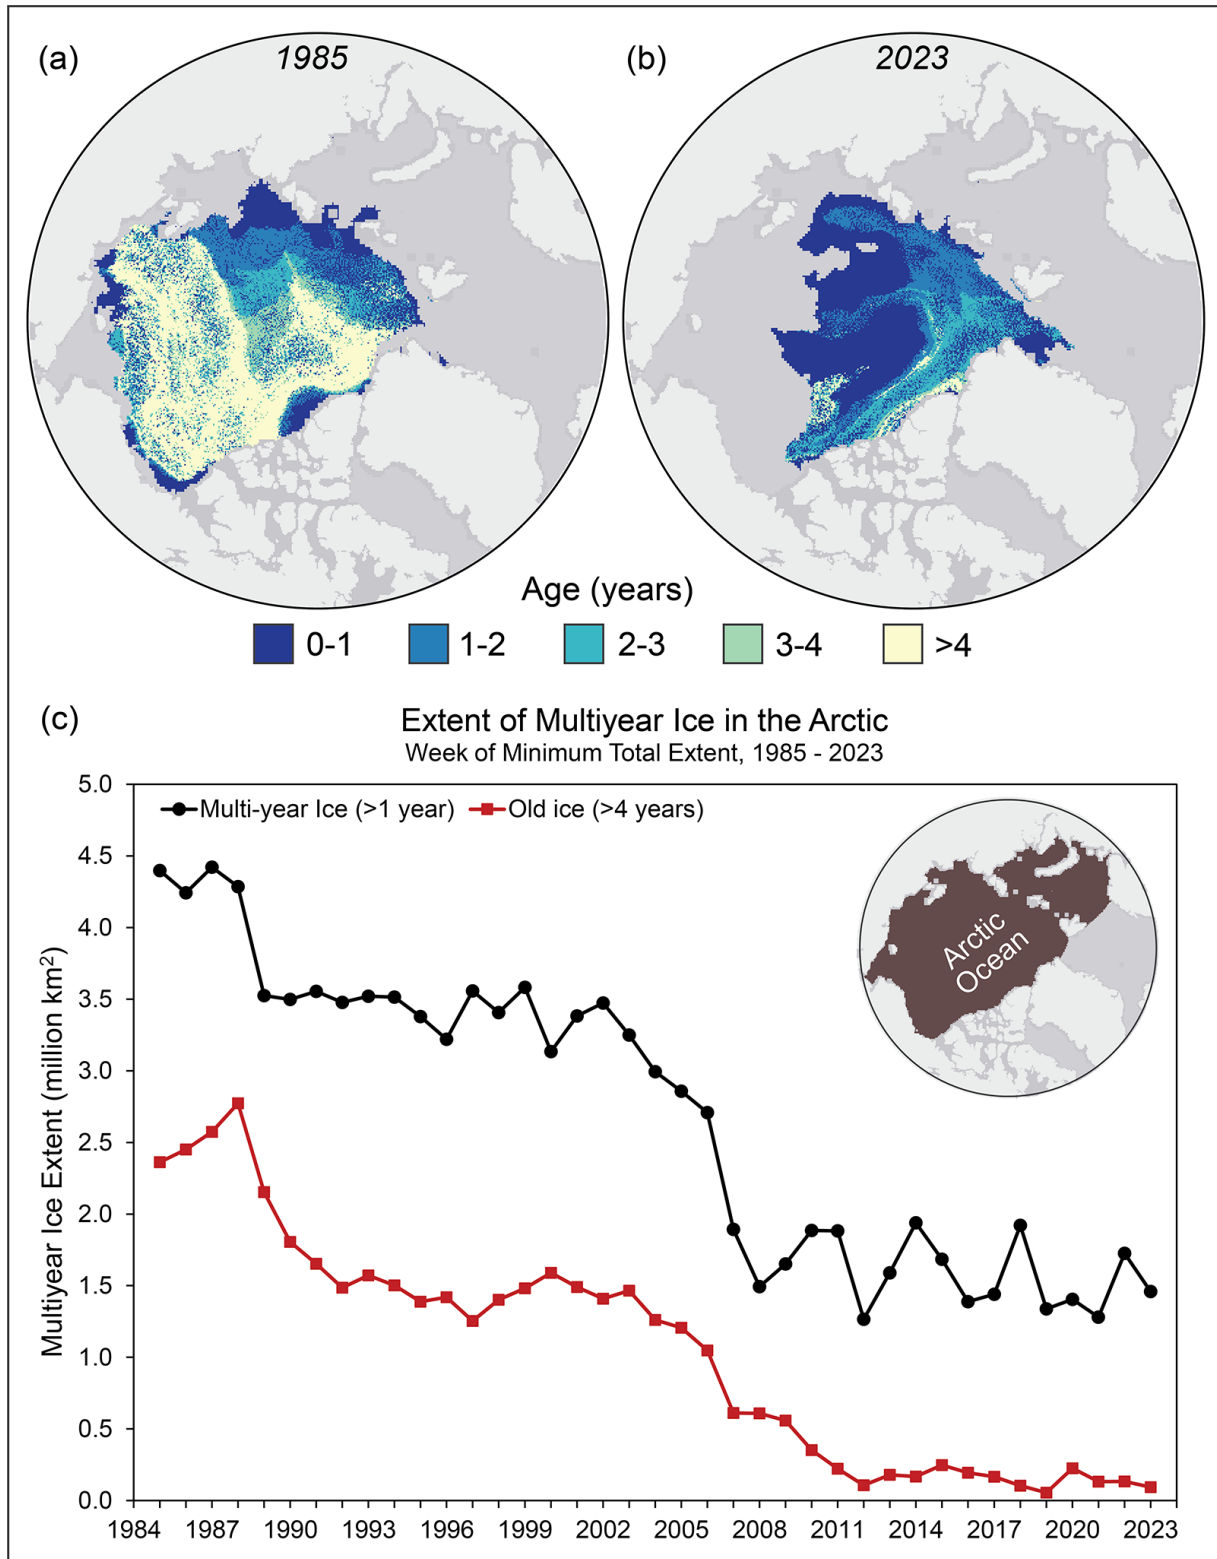 (a) 1985 (b) 2023
Age (years)
0-1 1-2 2-3 3-4 >4
(c) Extent of Multiyear Ice in the Arctic
Week of Minimum Total Extent, 1985 - 2023
Multi-year Ice (>1 year) Old ice (>4 years)
Arctic
Ocean
Multiyear Ice Extent (million km²)
5.0
4.5
4.0
3.5
3.0
2.5
2.0
1.5
1.0
0.5
0.0
1984 1987 1990 1993 1996 1999 2002 2005 2008 2011 2014 2017 2020 2023